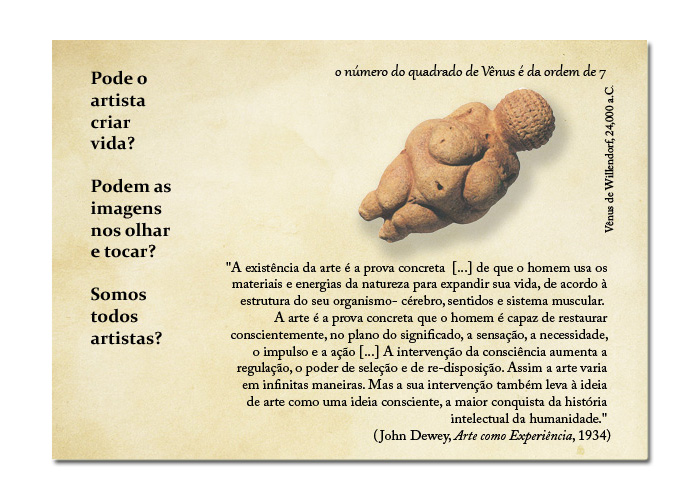 Pode o
artista
criar
vida?
Podem as
imagens
nos olhar
e tocar?
Somos
todos
artistas?
o número do quadrado de Vênus é da ordem de 7
Vênus de Willendorf, 24,000 a.C.
"A existência da arte é a prova concreta [...] de que o homem usa os
materiais e energias da natureza para expandir sua vida, de acordo à
estrutura do seu organismo- cérebro, sentidos e sistema muscular.
A arte é a prova concreta que o homem é capaz de restaurar
conscientemente, no plano do significado, a sensação, a necessidade,
o impulso e a ação [...] A intervenção da consciência aumenta a
regulação, o poder de seleção e de re-disposição. Assim a arte varia
em infinitas maneiras. Mas a sua intervenção também leva à ideia
de arte como uma ideia consciente, a maior conquista da história
intelectual da humanidade."
(John Dewey, Arte como Experiência, 1934)